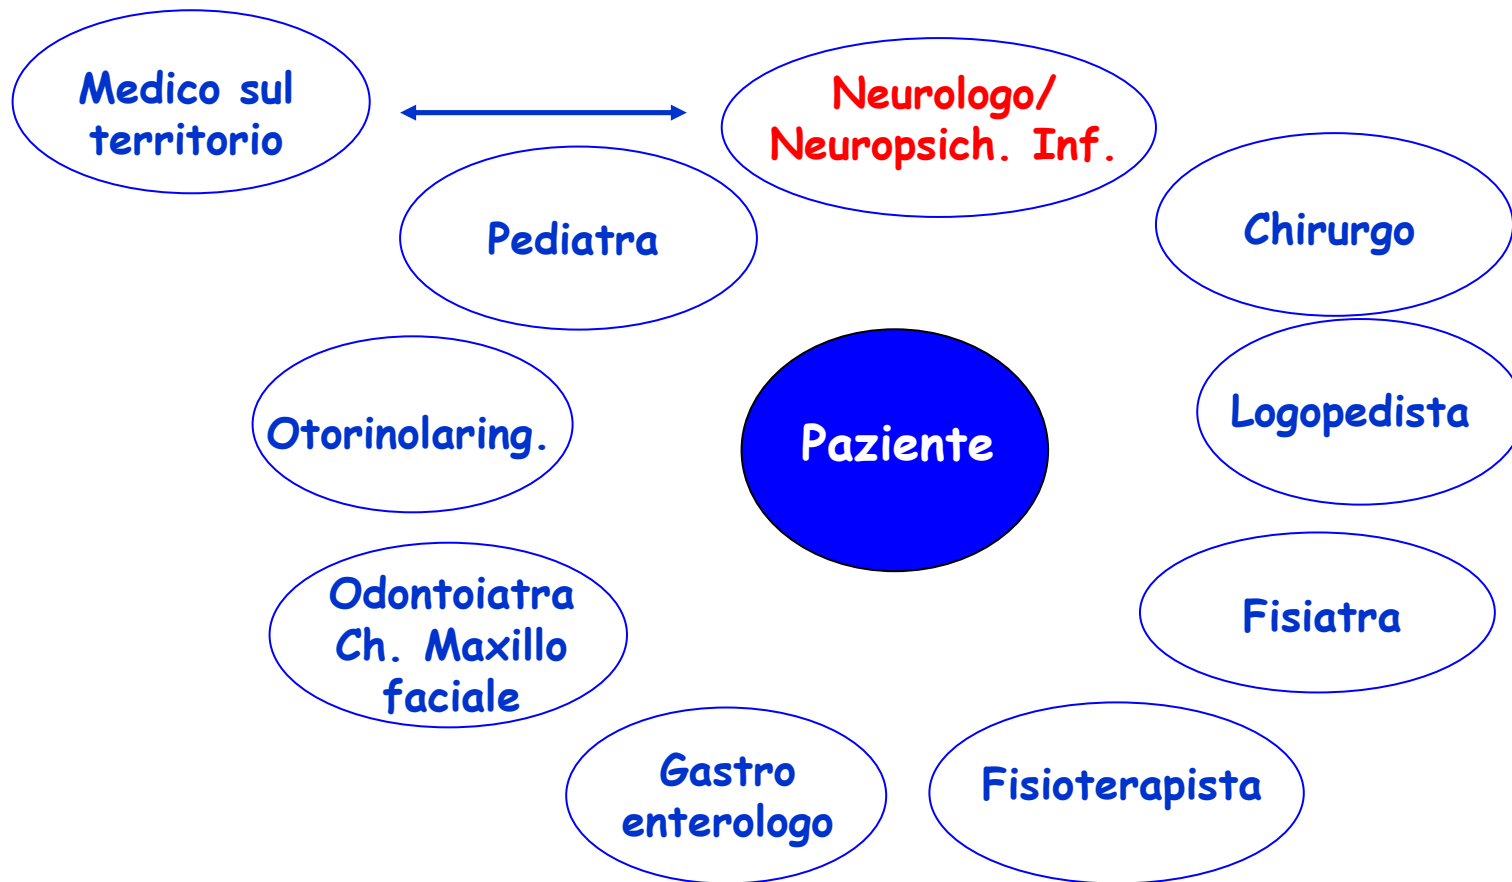 Medico sul
territorio
Neurologo/
Neuropsich. Inf.
Pediatra
Chirurgo
Otorinolaring.
Paziente
Logopedista
Odontoiatra
Ch. Maxillo
faciale
Fisiatra
Gastro
enterologo
Fisioterapista